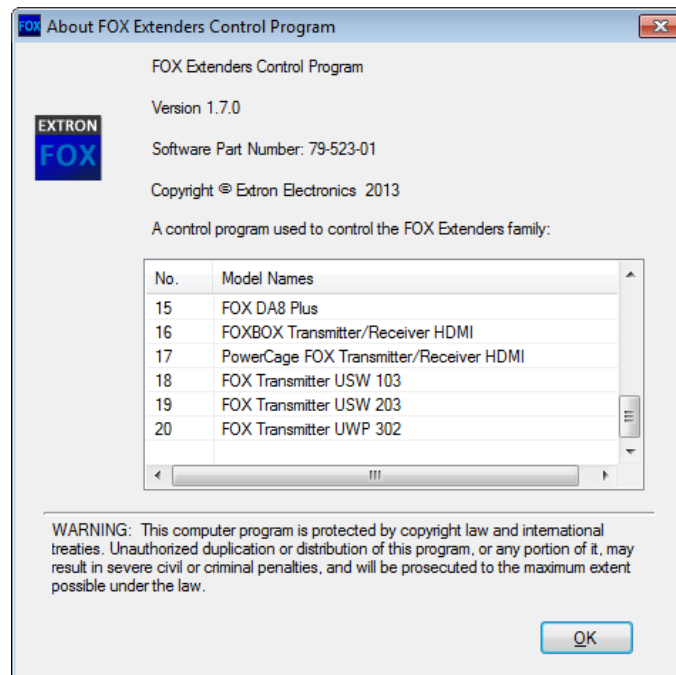 FOX About FOX Extenders Control Program
FOX Extenders Control Program
Version 1.7.0
EXTRON
FOX
Software Part Number: 79-523-01
Copyright © Extron Electronics 2013
A control program used to control the FOX Extenders family:
No. Model Names
15 FOX DA8 Plus
16 FOXBOX Transmitter/Receiver HDMI
17 PowerCage FOX Transmitter/Receiver HDMI
18 FOX Transmitter USW 103
19 FOX Transmitter USW 203
20 FOX Transmitter UWP 302
WARNING: This computer program is protected by copyright law and international
treaties. Unauthorized duplication or distribution of this program, or any portion of it, may
result in severe civil or criminal penalties, and will be prosecuted to the maximum extent
possible under the law.
OK